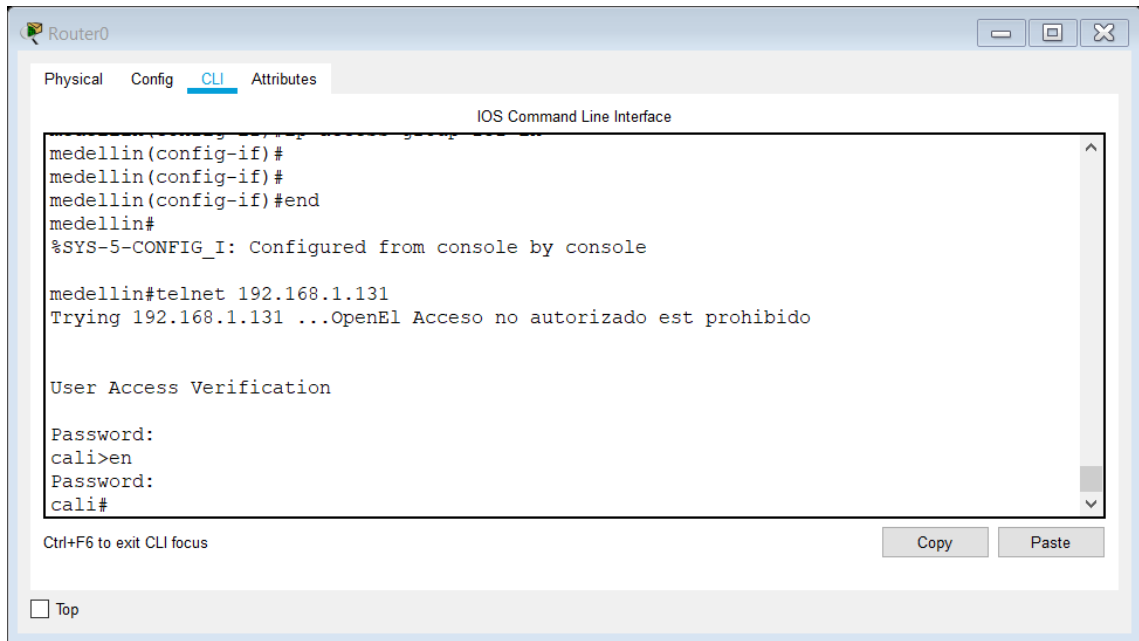 Router0
Physical Config CLI Attributes
IOS Command Line Interface
medellin(config-if)#
medellin(config-if)#
medellin(config-if)#end
medellin#
%SYS-5-CONFIG_I: Configured from console by console
medellin#telnet 192.168.1.131
Trying 192.168.1.131 ...OpenEl Acceso no autorizado est prohibido
User Access Verification
Password:
cali>en
Password:
cali#
Ctrl+F6 to exit CLI focus
Copy Paste
Top